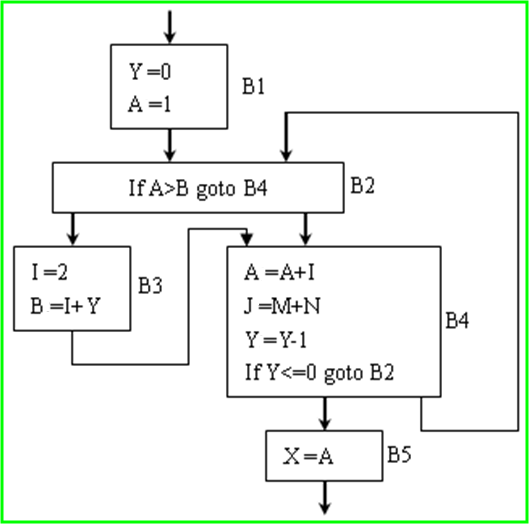 Y=0
A=1
B1
If A>B goto B4
B2
I=2
B=I+Y
B3
A=A+I
J=M+N
Y=Y-1
If Y<=0 goto B2
B4
X=A
B5